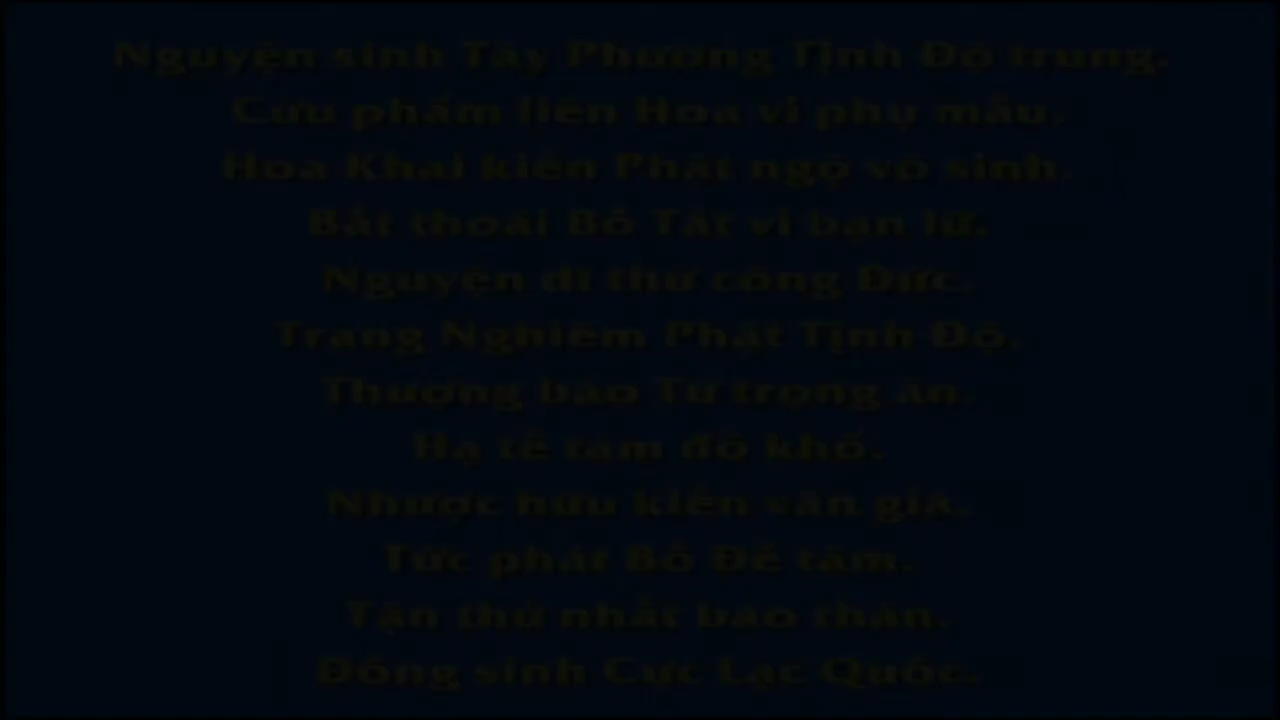 Nguyện sinh Tây Phương Tịnh Độ trung.
Cưu phẩm liên Hoa vi phụ mẫu.
Hoa Khai kiến Phật ngộ vô sinh.
Bất thoái Bồ Tát vi bạn lữ.
Nguyện dĩ thử công Đức.
Trang Nghiêm Phật Tịnh Độ.
Thượng báo Tứ trọng ân.
Hạ tế tam đồ khổ.
Nhược hữu kiến văn giả.
Tức phát Bồ Đề tâm.
Tận thử nhất báo thân.
Đồng sinh Cực Lạc Quốc.